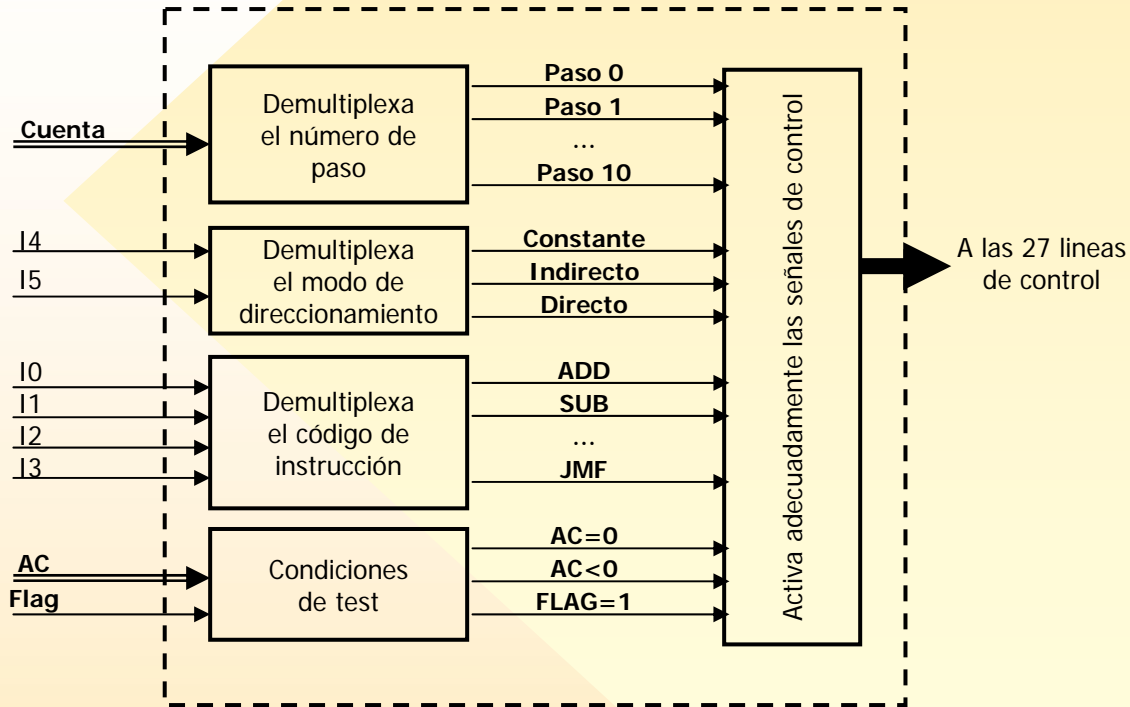 Cuenta
Demultiplexa
el número de
paso
Paso 0
Paso 1
...
Paso 10
I4
I5
Demultiplexa
el modo de
direccionamiento
Constante
Indirecto
Directo
I0
I1
I2
I3
Demultiplexa
el código de
instrucción
ADD
SUB
...
JMF
AC
Flag
Condiciones
de test
AC=0
AC<0
FLAG=1
Activa adecuadamente las señales de control
A las 27 lineas
de control